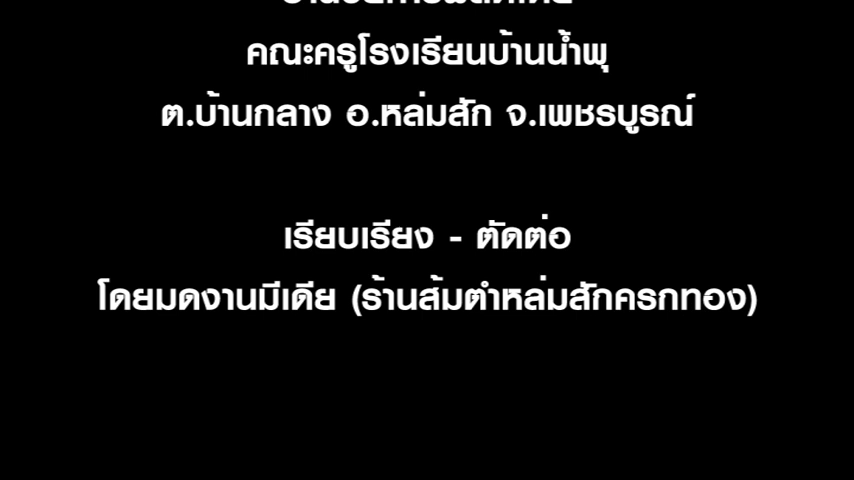 คณะครูโรงเรียนบ้านน้ำพุ
ต.บ้านกลาง อ.หล่มสัก จ.เพชรบูรณ์
เรียบเรียง - ตัดต่อ
โดยมดงานมีเดีย (ร้านส้มตำหล่มสักครกทอง)